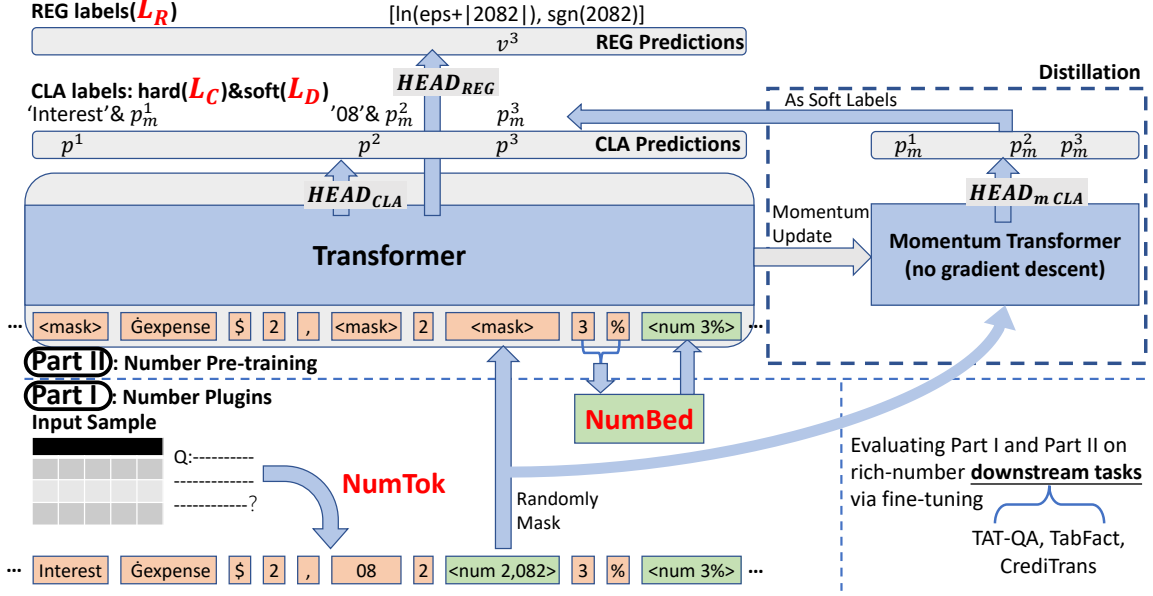 REG labels(L_R)
[ln(eps+|2082|), sgn(2082)]
v^3
REG Predictions
HEAD_REG
Distillation
CLA labels: hard(L_C)&soft(L_D)
As Soft Labels
'Interest'& p_m^1
'08'& p_m^2
p_m^3
p^1
p^2
p^3
CLA Predictions
p_m^1
p_m^2
p_m^3
HEAD_CLA
HEAD_m CLA
Transformer
Momentum
Update
Momentum Transformer
(no gradient descent)
... <mask> Ġexpense $ 2 , <mask> 2 <mask> 3 % <num 3%> ...
Part II: Number Pre-training
Part I: Number Plugins
NumBed
Input Sample
Q:----------
----------
-----------?
NumTok
Randomly
Mask
Evaluating Part I and Part II on
rich-number downstream tasks
via fine-tuning
TAT-QA, TabFact,
CrediTrans
... Interest Ġexpense $ 2 , 08 2 <num 2,082> 3 % <num 3%> ...